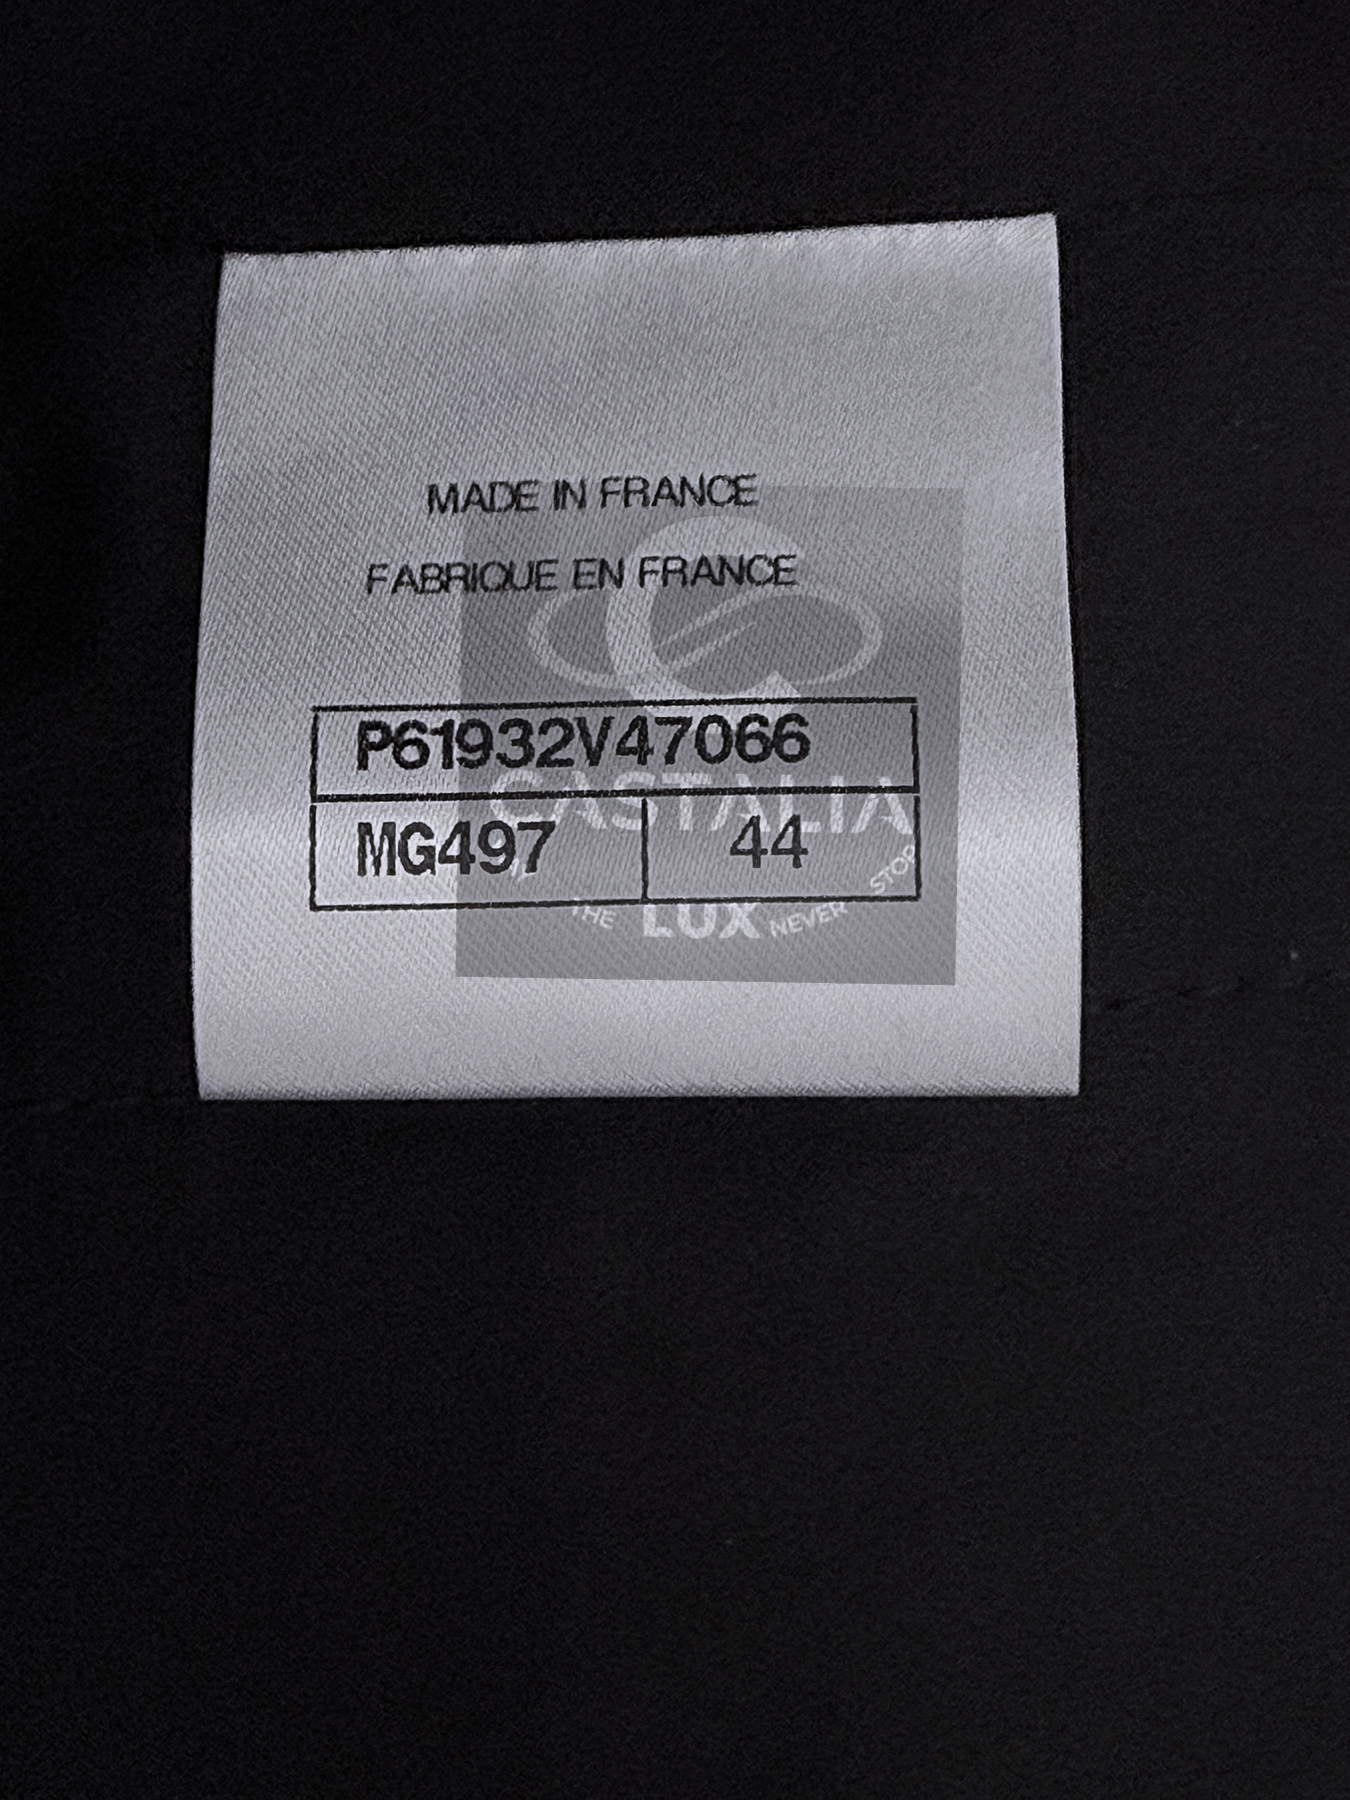 MADE IN FRANCE
FABRIQUE EN FRANCE
P61932V47066
MG497 44
CASTALIA
THE LUX NEVER STOP